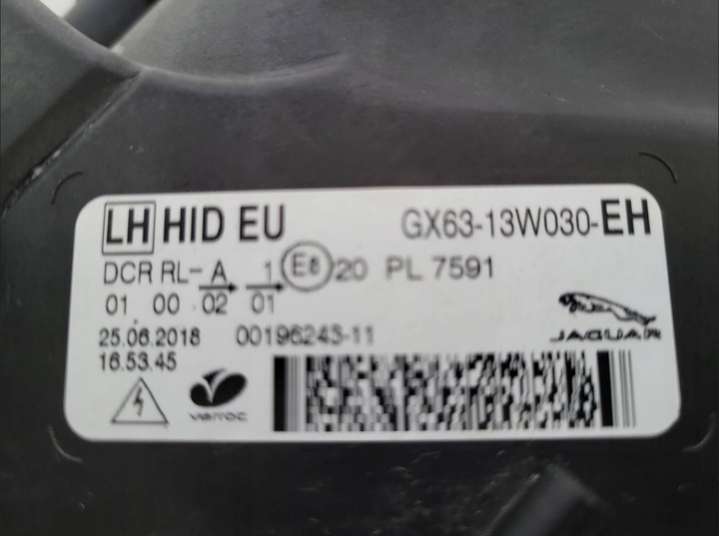 LH HID EU GX63-13W030-EH
DCR RL-A 1 E8 20 PL 7591
01 00 02 01
25.06.2018 00196243-11
16.53.45
JAGUAR
varroc